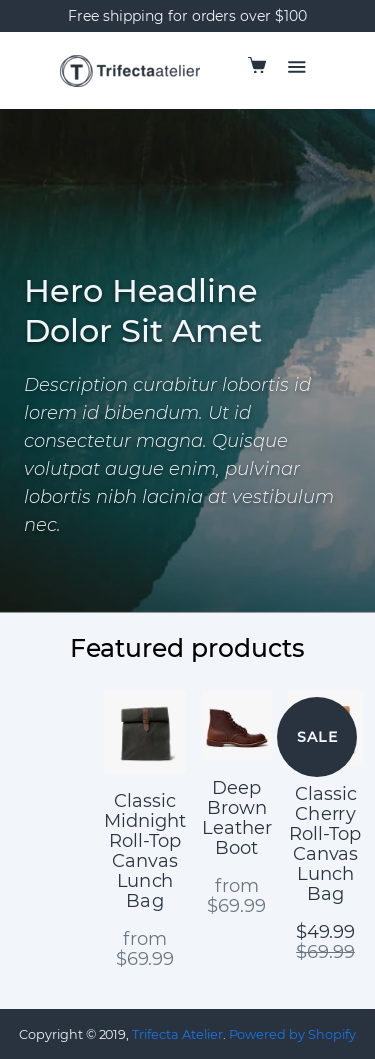 Free shipping for orders over $100
T Trifectaatelier
Hero Headline
Dolor Sit Amet
Description curabitur lobortis id
lorem id bibendum. Ut id
consectetur magna. Quisque
volutpat augue enim, pulvinar
lobortis nibh lacinia at vestibulum
nec.
Featured products
Classic
Midnight
Roll-Top
Canvas
Lunch
Bag
from
$69.99
Deep
Brown
Leather
Boot
from
$69.99
SALE
Classic
Cherry
Roll-Top
Canvas
Lunch
Bag
$49.99
$69.99
Copyright © 2019, Trifecta Atelier. Powered by Shopify